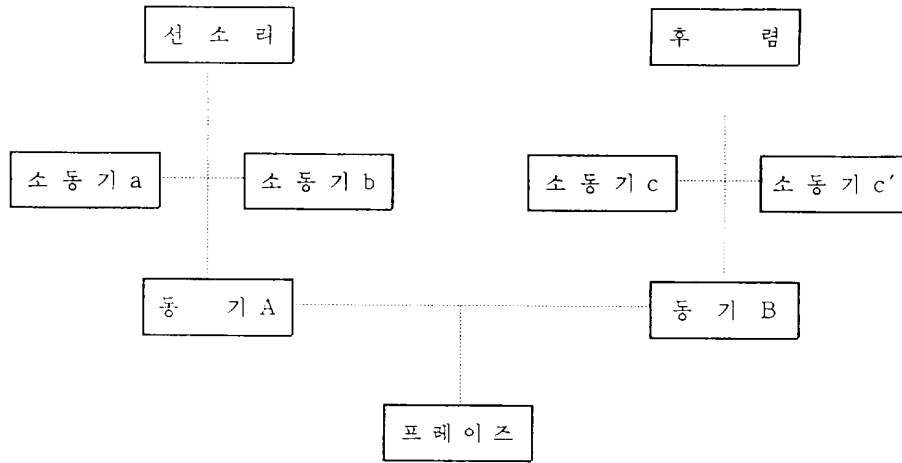 선 소 리 후 렴
소 동 기 a 소 동 기 b 소 동 기 c 소 동 기 c′
동 기 A 동 기 B
프 레 이 즈